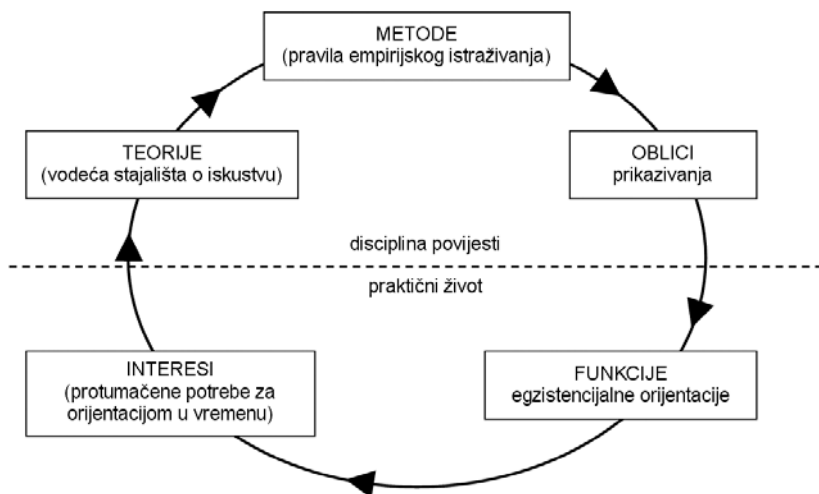 METODE
(pravila empirijskog istraživanja)
TEORIJE
(vodeća stajališta o iskustvu)
OBLICI
prikazivanja
disciplina povijesti
praktični život
INTERESI
(protumačene potrebe za
orijentacijom u vremenu)
FUNKCIJE
egzistencijalne orijentacije